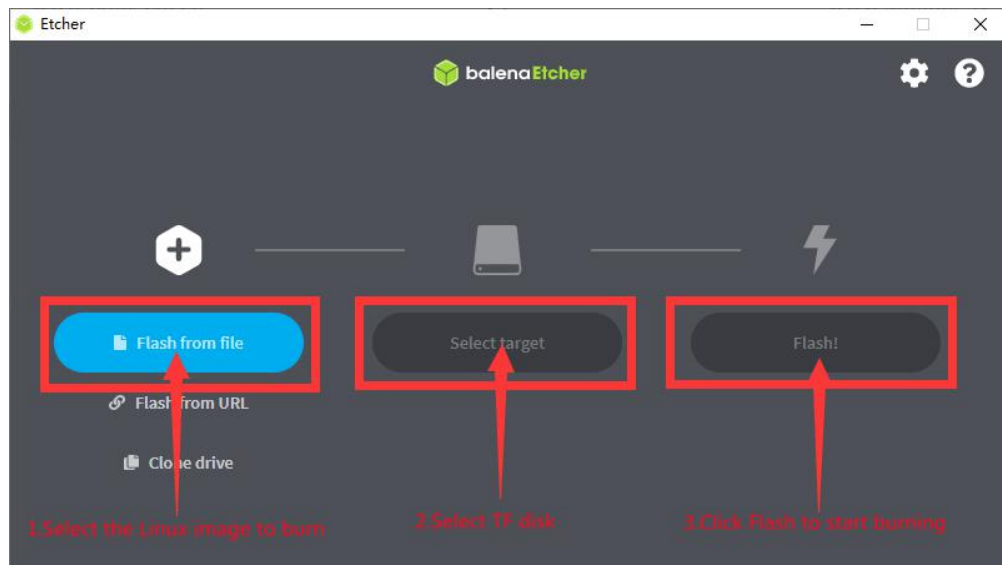 Etcher
balenaEtcher
Flash from file
Select target
Flash!
Flash from URL
Clone drive
1.Select the Linux image to burn
2.Select TF disk
3.Click Flash to start burning